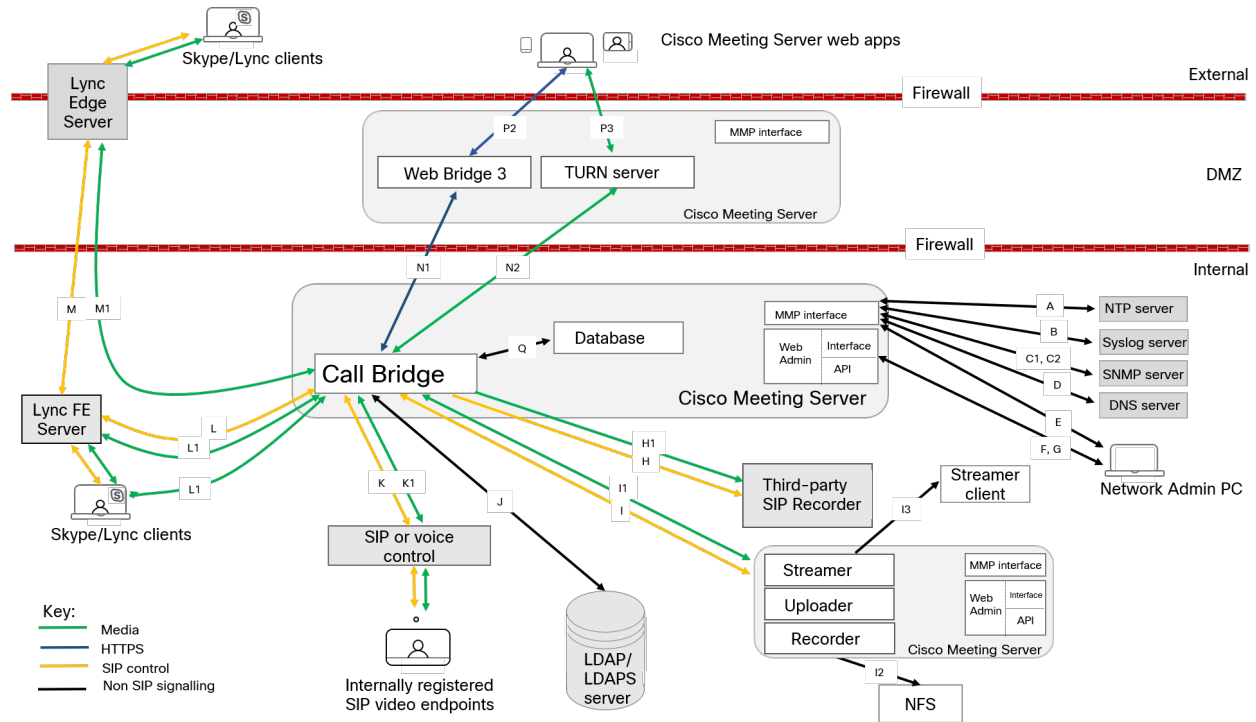 Skype/Lync clients
Cisco Meeting Server web apps
External
Lync
Edge
Server
Firewall
P2
P3
MMP interface
Web Bridge 3
TURN server
DMZ
Cisco Meeting Server
Firewall
Internal
N1
N2
M
M1
MMP interface
Web
Admin
Interface
API
A
NTP server
B
Syslog server
C1, C2
SNMP server
D
DNS server
E
F, G
Network Admin PC
Database
Q
Call Bridge
Cisco Meeting Server
Lync FE
Server
L
L1
L1
Skype/Lync clients
K
K1
J
H1
H
I1
I
Third-party
SIP Recorder
Streamer
client
I3
SIP or voice
control
Streamer
Uploader
Recorder
MMP interface
Web
Admin
Interface
API
Cisco Meeting Server
I2
NFS
LDAP/
LDAPS
server
Internally registered
SIP video endpoints
Key:
Media
HTTPS
SIP control
Non SIP signalling